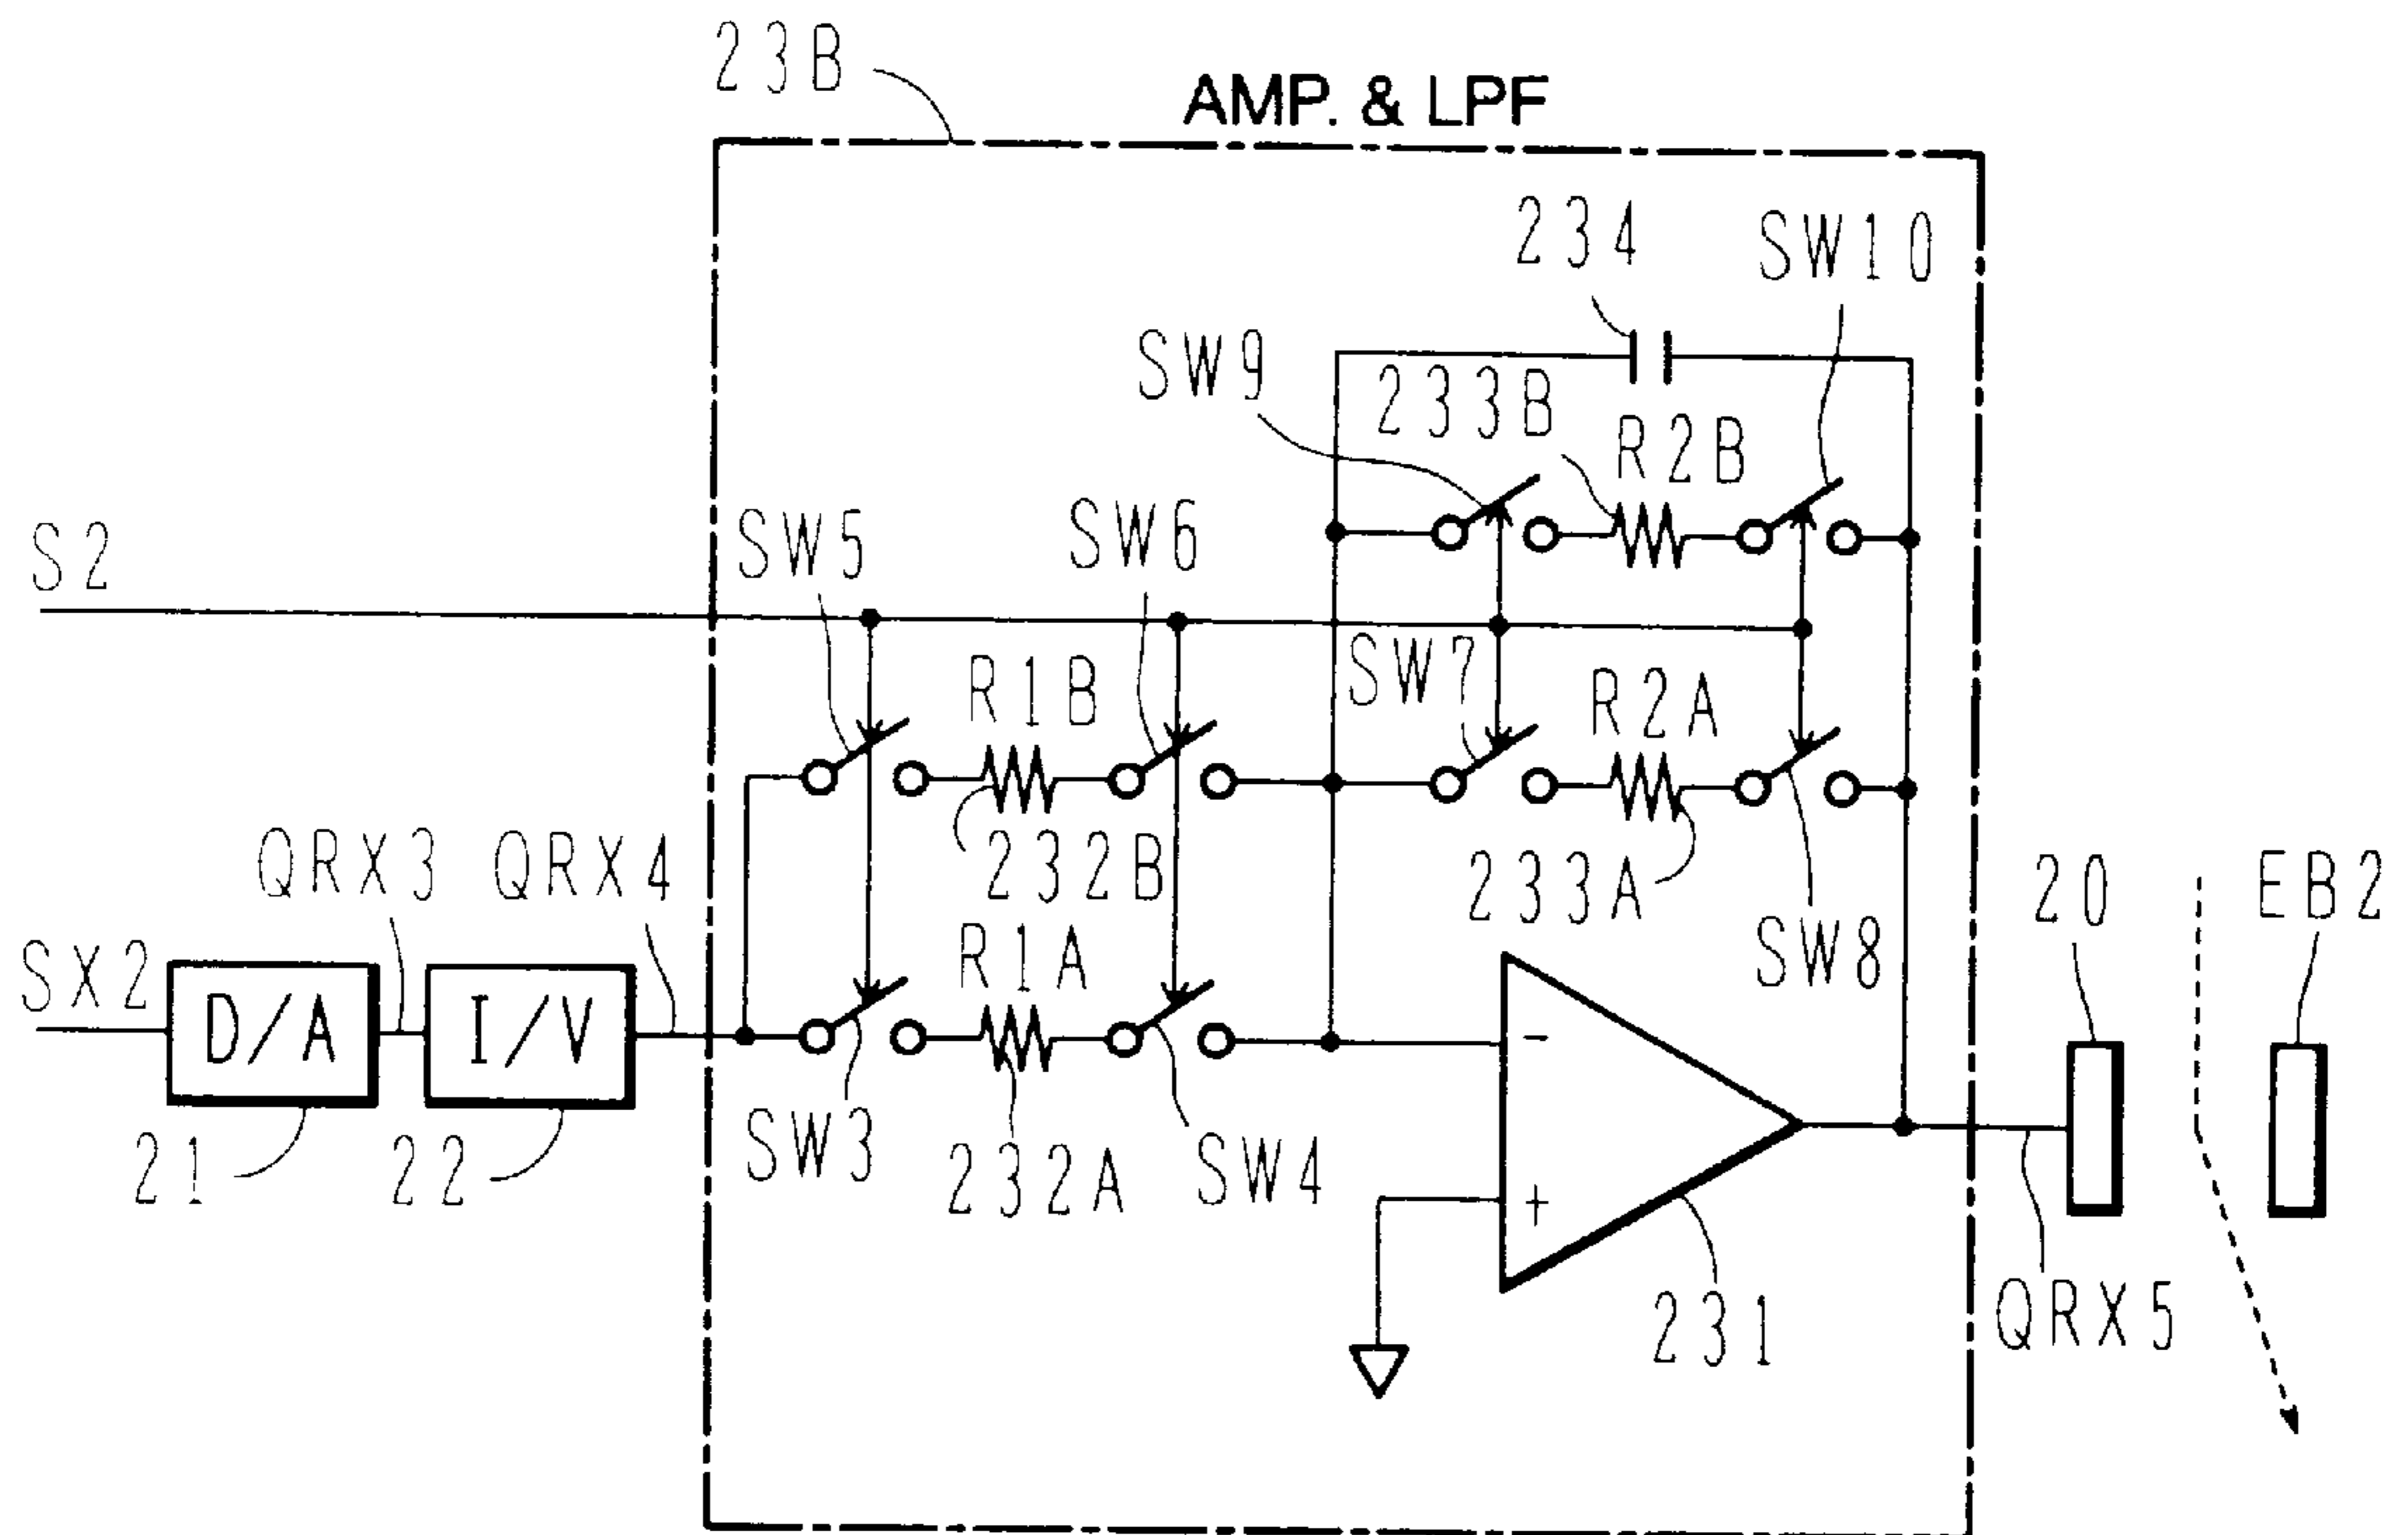 23B
AMP. & LPF
234
SW10
SW9
233B
R2B
S2
SW5
SW6
SW7
R1B
R2A
QRX3
QRX4
232B
233A
20
EB2
SX2
D/A
I/V
R1A
SW8
-
21
22
SW3
232A
SW4
+
231
QRX5